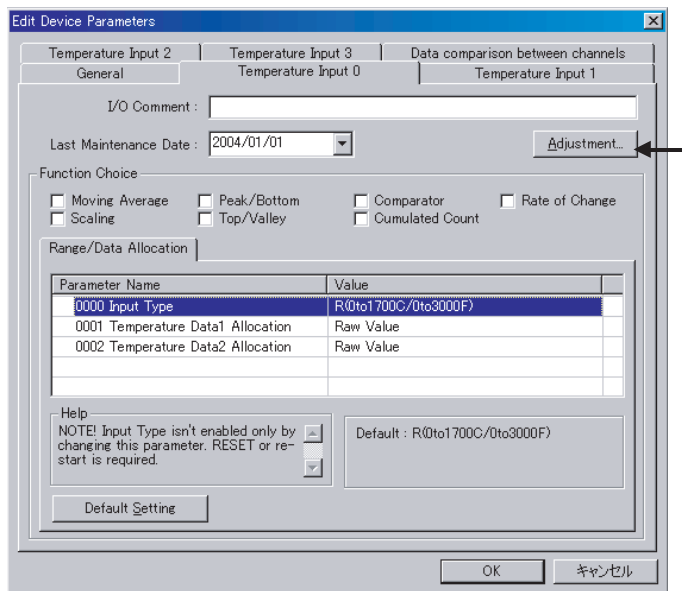 Edit Device Parameters
Temperature Input 2
Temperature Input 3
Data comparison between channels
General
Temperature Input 0
Temperature Input 1
I/O Comment :
Last Maintenance Date : 2004/01/01
Adjustment...
Function Choice
Moving Average
Peak/Bottom
Comparator
Rate of Change
Scaling
Top/Valley
Cumulated Count
Range/Data Allocation
Parameter Name
Value
0000 Input Type
R(0to1700C/0to3000F)
0001 Temperature Data1 Allocation
Raw Value
0002 Temperature Data2 Allocation
Raw Value
Help
NOTE! Input Type isn't enabled only by
changing this parameter. RESET or re-
start is required.
Default : R(0to1700C/0to3000F)
Default Setting
OK
キャンセル